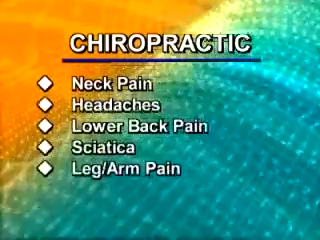 CHIROPRACTIC
Neck Pain
Headaches
Lower Back Pain
Sciatica
Leg/Arm Pain